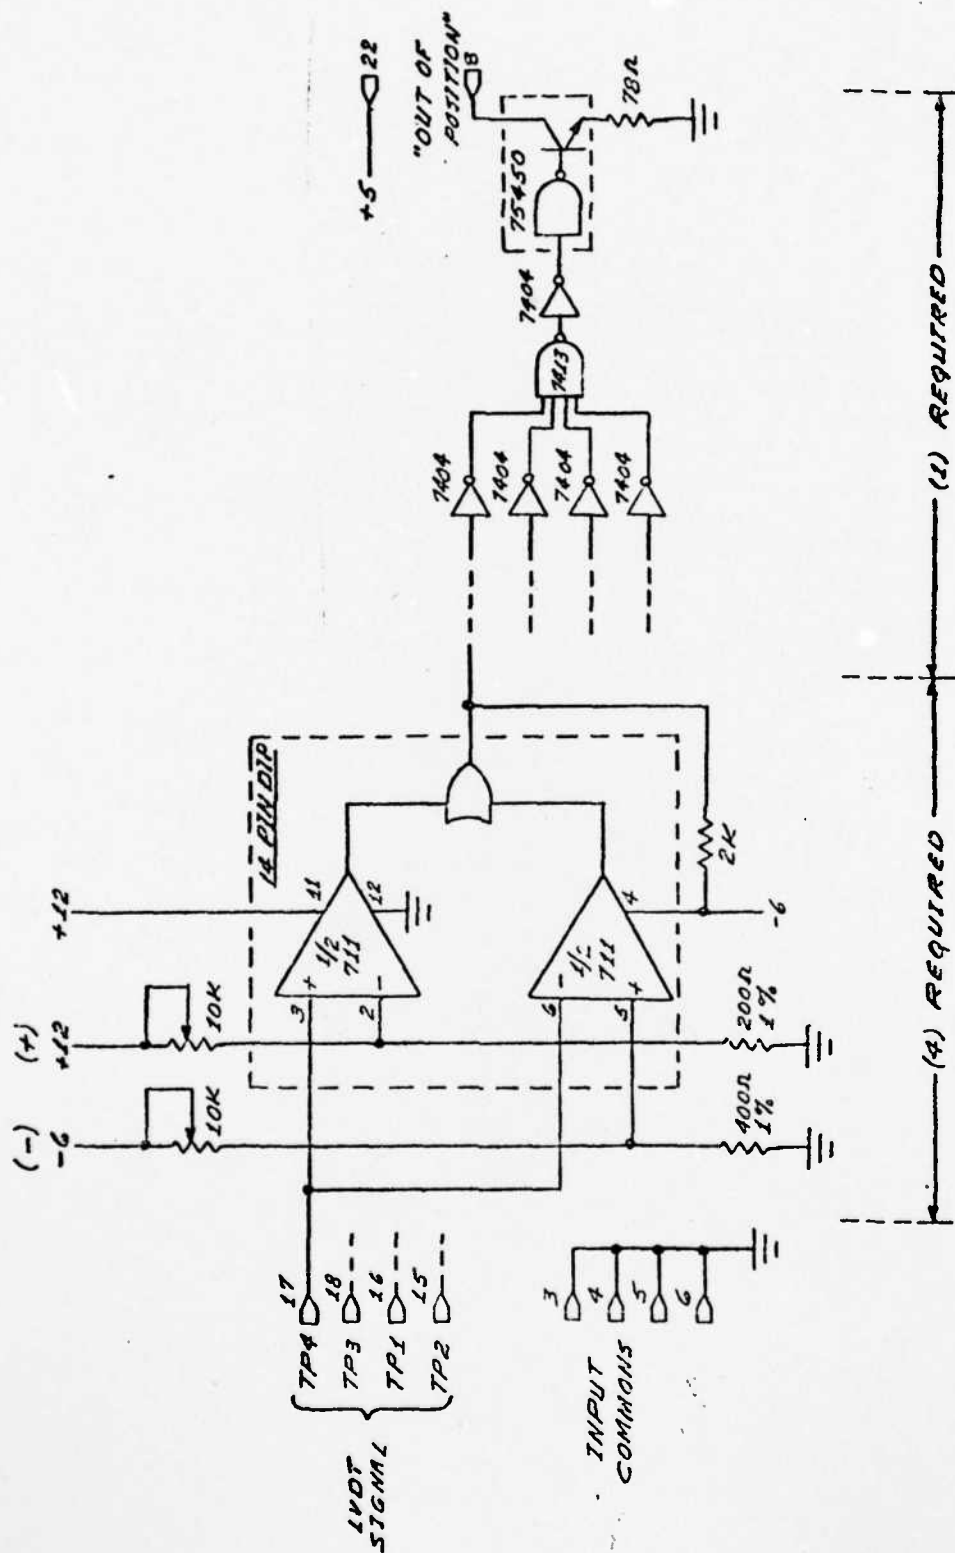 (-)
-6
(+)
+12
+12
10K
10K
14 PIN DIP
LVDT
SIGNAL
TP4
17
TP3
18
TP1
16
TP2
15
INPUT
COMMONS
3
4
5
6
3
+
1/2
711
-
2
11
12
6
-
711
+
5
4
400Ω
1%
200Ω
1%
2K
-6
7404
7404
7404
7404
7413
7404
75450
"OUT OF
POSITION"
8
+5
22
78Ω
(4) REQUIRED
(1) REQUIRED